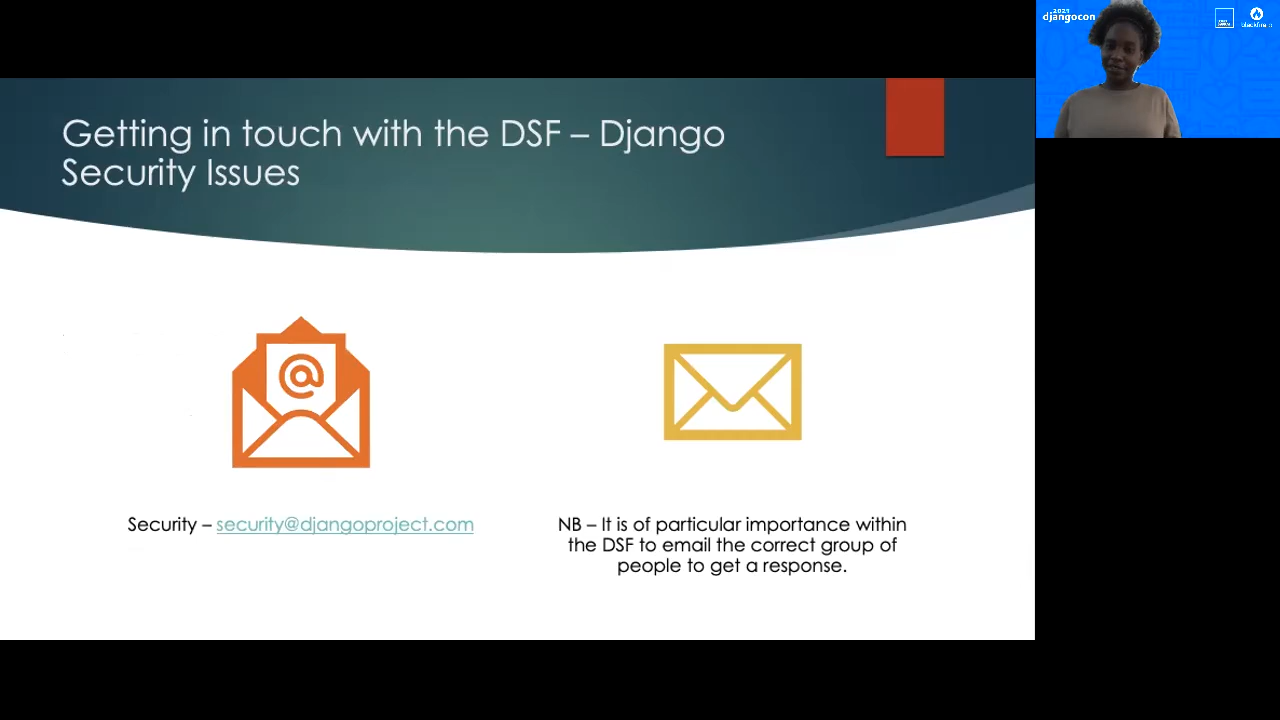 Getting in touch with the DSF – Django
Security Issues
@
Security – security@djangoproject.com
NB – It is of particular importance within
the DSF to email the correct group of
people to get a response.
2021
djangocon